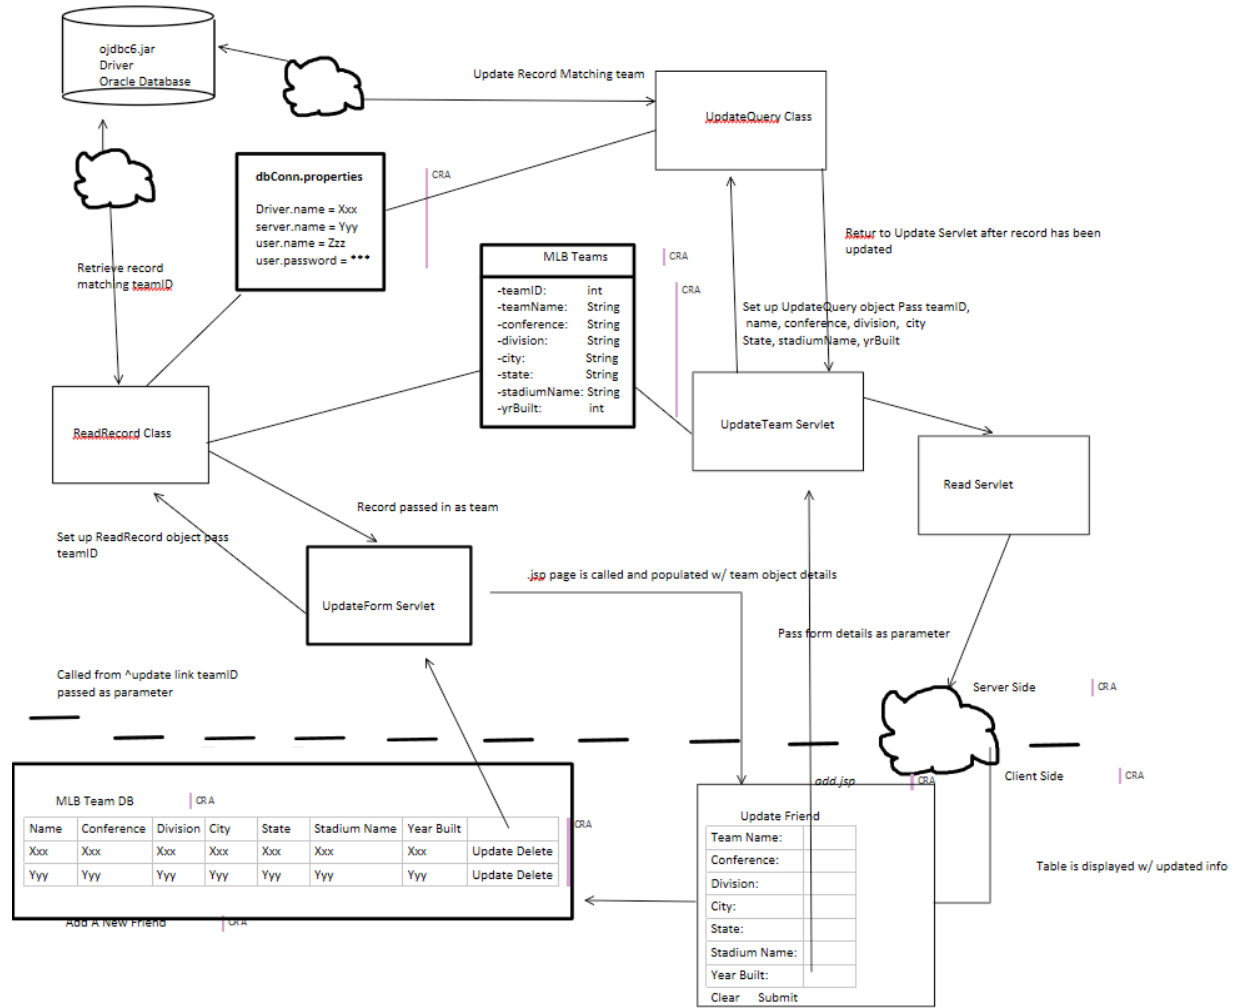 ojdbc6.jar
Driver
Oracle Database
Update Record Matching team
UpdateQuery Class
dbConn.properties
CRA
Driver.name = Xxx
server.name = Yyy
user.name = Zzz
user.password = ***
Retur to Update Servlet after record has been
updated
MLB Teams
CRA
Retrieve record
matching teamID
-teamID: int
CRA
-teamName: String
-conference: String
-division: String
-city: String
-state: String
-stadiumName: String
-yrBuilt: int
Set up UpdateQuery object Pass teamID,
name, conference, division, city
State, stadiumName, yrBuilt
ReadRecord Class
UpdateTeam Servlet
Read Servlet
Record passed in as team
Set up ReadRecord object pass
teamID
.jsp page is called and populated w/ team object details
UpdateForm Servlet
Pass form details as parameter
Called from ^update link teamID
passed as parameter
Server Side
CRA
Client Side
CRA
add.jsp
CRA
MLB Team DB
CRA
Update Friend
CRA
Name Conference Division City State Stadium Name Year Built
Xxx Xxx Xxx Xxx Xxx Xxx Xxx Update Delete
Yyy Yyy Yyy Yyy Yyy Yyy Yyy Update Delete
Team Name:
Conference:
Division:
City:
State:
Stadium Name:
Year Built:
Clear Submit
Table is displayed w/ updated info
Add A New Friend
CRA